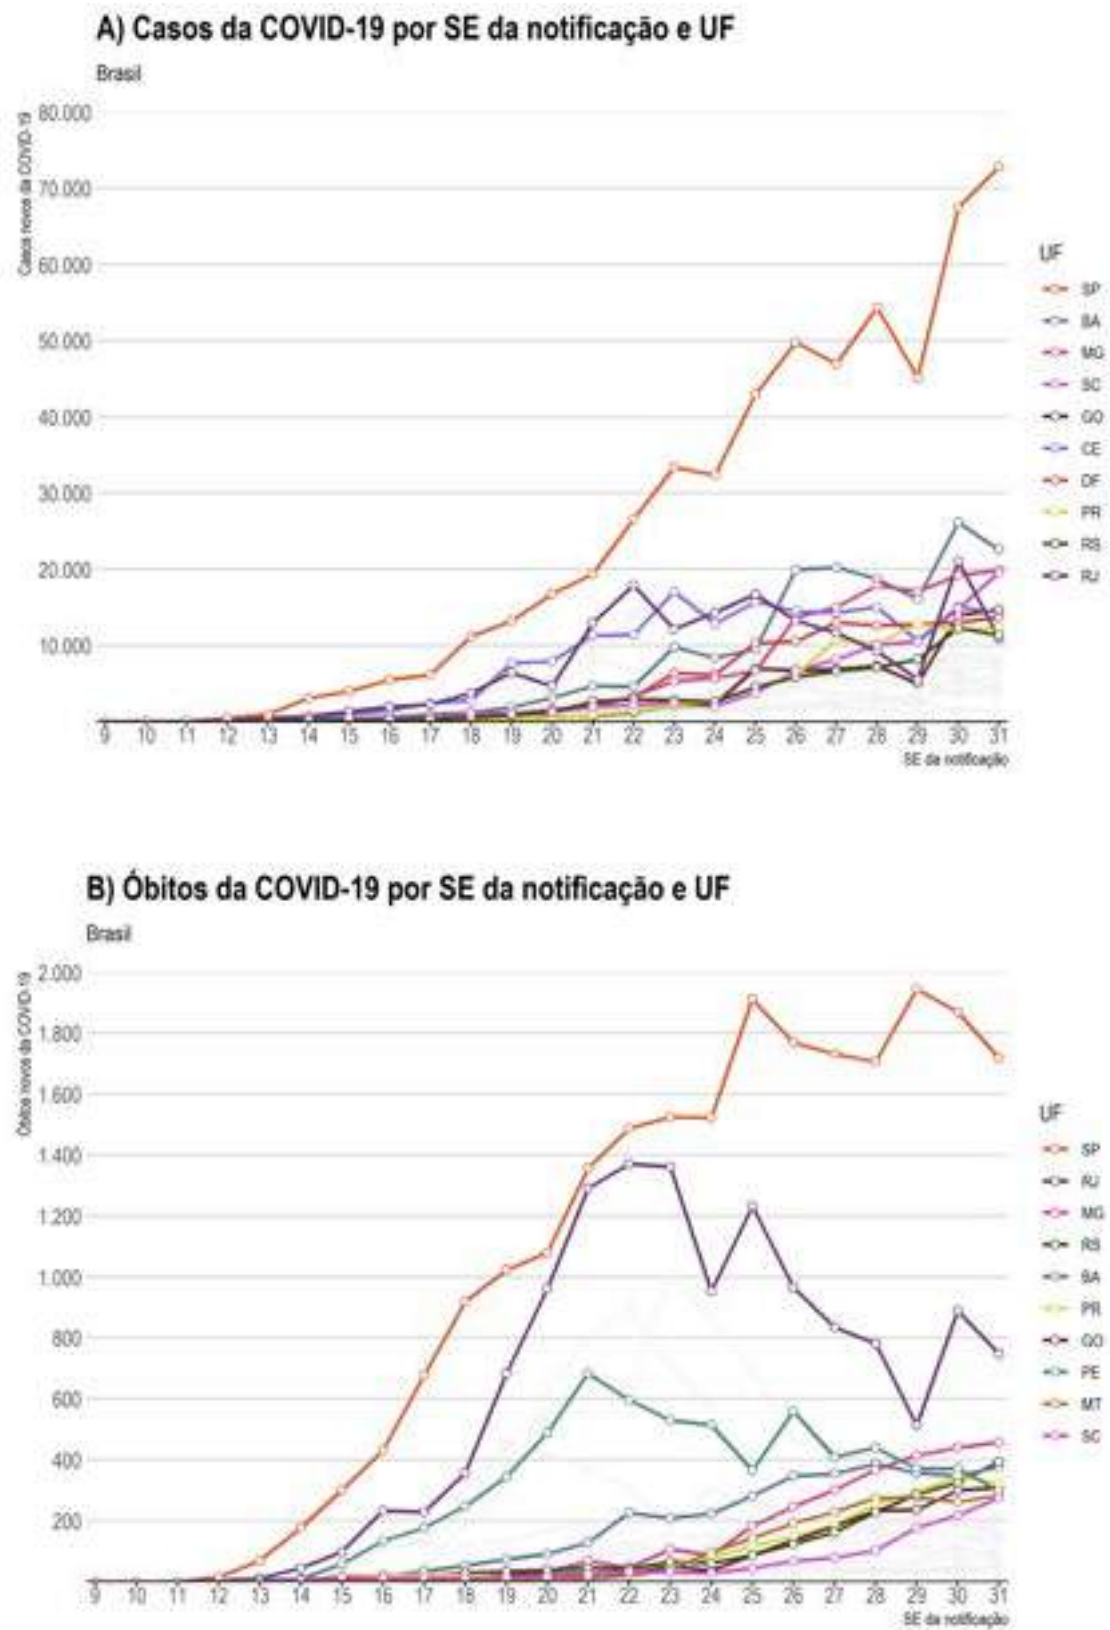 A) Casos da COVID-19 por SE da notificação e UF
Brasil
Casos novos da COVID-19
80.000
70.000
60.000
50.000
40.000
30.000
20.000
10.000
9 10 11 12 13 14 15 16 17 18 19 20 21 22 23 24 25 26 27 28 29 30 31
SE da notificação
UF
SP
BA
MG
SC
GO
CE
DF
PR
RS
RJ
B) Óbitos da COVID-19 por SE da notificação e UF
Brasil
Óbitos novos da COVID-19
2.000
1.800
1.600
1.400
1.200
1.000
800
600
400
200
9 10 11 12 13 14 15 16 17 18 19 20 21 22 23 24 25 26 27 28 29 30 31
SE da notificação
UF
SP
RJ
MG
RS
BA
PR
GO
PE
MT
SC